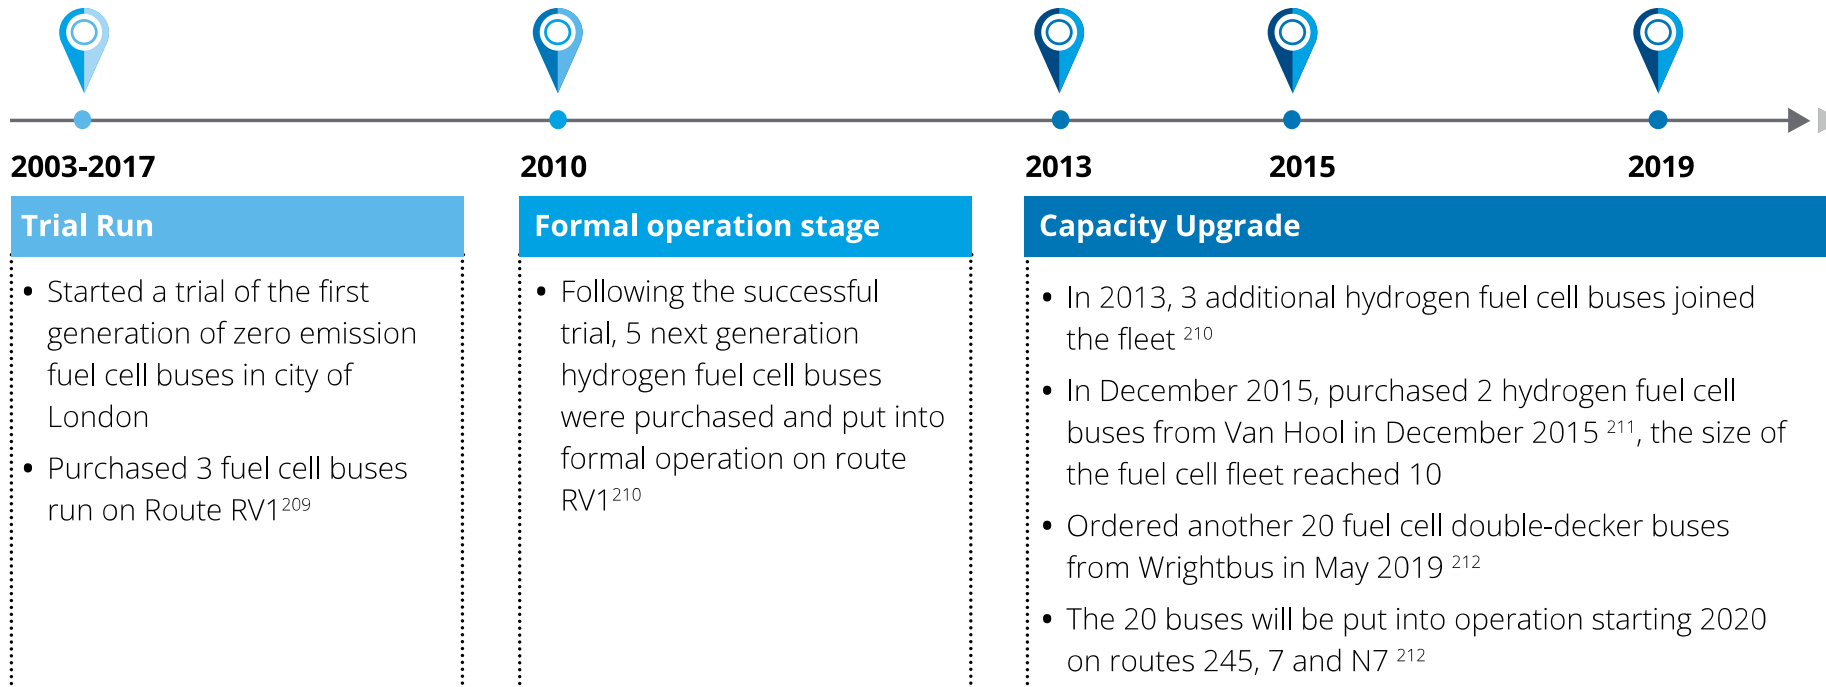 2003-2017
Trial Run
• Started a trial of the first
generation of zero emission
fuel cell buses in city of
London
• Purchased 3 fuel cell buses
run on Route RV1209
2010
Formal operation stage
• Following the successful
trial, 5 next generation
hydrogen fuel cell buses
were purchased and put into
formal operation on route
RV1210
2013 2015 2019
Capacity Upgrade
• In 2013, 3 additional hydrogen fuel cell buses joined
the fleet 210
• In December 2015, purchased 2 hydrogen fuel cell
buses from Van Hool in December 2015 211, the size of
the fuel cell fleet reached 10
• Ordered another 20 fuel cell double-decker buses
from Wrightbus in May 2019 212
• The 20 buses will be put into operation starting 2020
on routes 245, 7 and N7 212